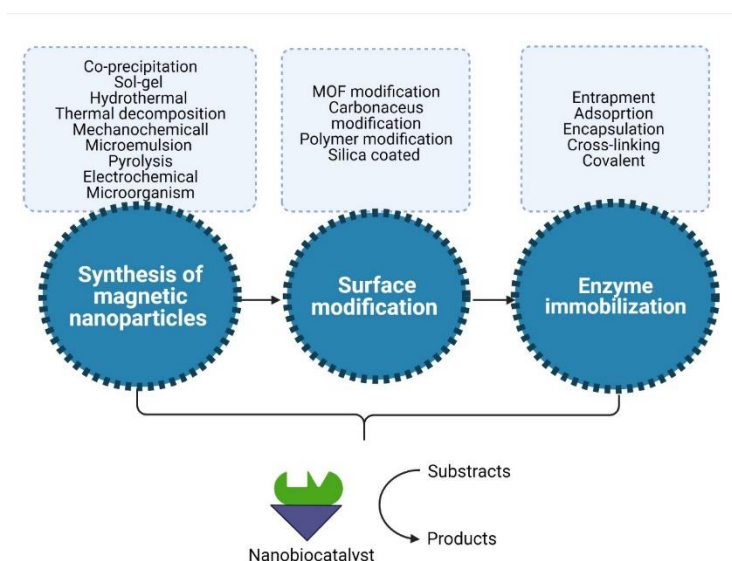 Co-precipitation
Sol-gel
Hydrothermal
Thermal decomposition
Mechanochemicall
Microemulsion
Pyrolysis
Electrochemical
Microorganism
MOF modification
Carbonaceus
modification
Polymer modification
Silica coated
Entrapment
Adsoprtion
Encapsulation
Cross-linking
Covalent
Synthesis of
magnetic
nanoparticles
Surface
modification
Enzyme
immobilization
Substracts
Products
Nanobiocatalyst